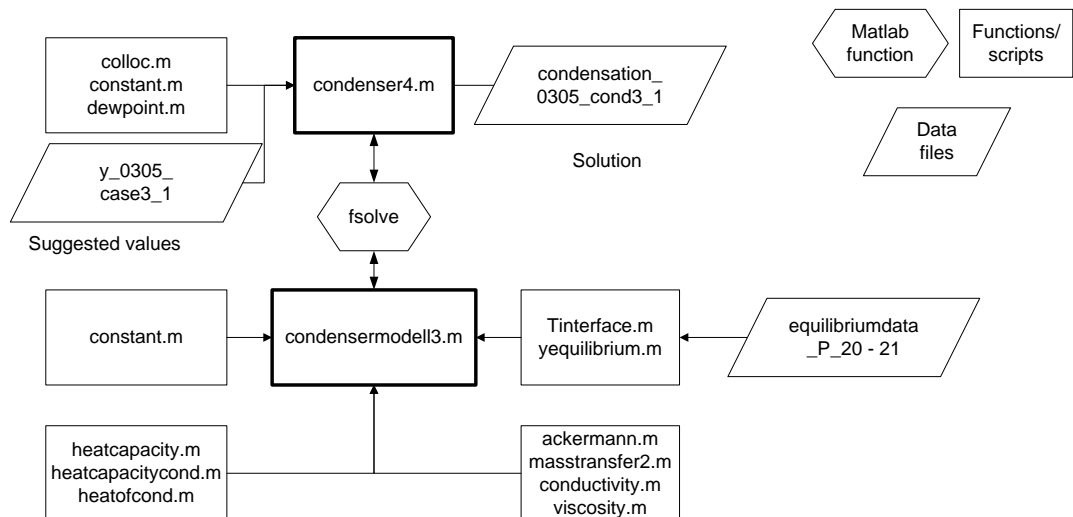 colloc.m
constant.m
dewpoint.m
condenser4.m
condensation_
0305_cond3_1
Matlab
function
Functions/
scripts
Data
files
y_0305_
case3_1
Solution
Suggested values
fsolve
constant.m
condensermodell3.m
Tinterface.m
yequilibrium.m
equilibriumdata
_P_20 - 21
heatcapacity.m
heatcapacitycond.m
heatofcond.m
ackermann.m
masstransfer2.m
conductivity.m
viscosity.m